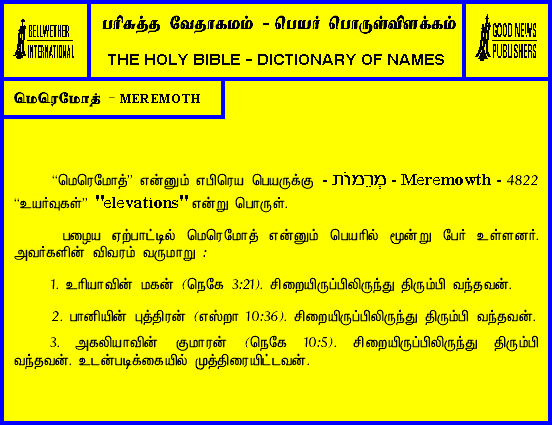 BELLWETHER
INTERNATIONAL
பரிசுத்த வேதாகமம் - பெயர் பொருள்விளக்கம்
THE HOLY BIBLE - DICTIONARY OF NAMES
GOOD NEWS
PUBLISHERS
மெரெமோத் - MEREMOTH
“மெரெமோத்” என்னும் எபிரெய பெயருக்கு - מְרֵמוֹת - Meremowth - 4822
“உயர்வுகள்” "elevations" என்று பொருள்.
பழைய ஏற்பாட்டில் மெரெமோத் என்னும் பெயரில் மூன்று பேர் உள்ளனர்.
அவர்களின் விவரம் வருமாறு :
1. உரியாவின் மகன் (நெகே 3:21). சிறையிருப்பிலிருந்து திரும்பி வந்தவன்.
2. பானியின் புத்திரன் (எஸ்றா 10:36). சிறையிருப்பிலிருந்து திரும்பி வந்தவன்.
3. அகலியாவின் குமாரன் (நெகே 10:5). சிறையிருப்பிலிருந்து திரும்பி
வந்தவன். உடன்படிக்கையில் முத்திரையிட்டவன்.